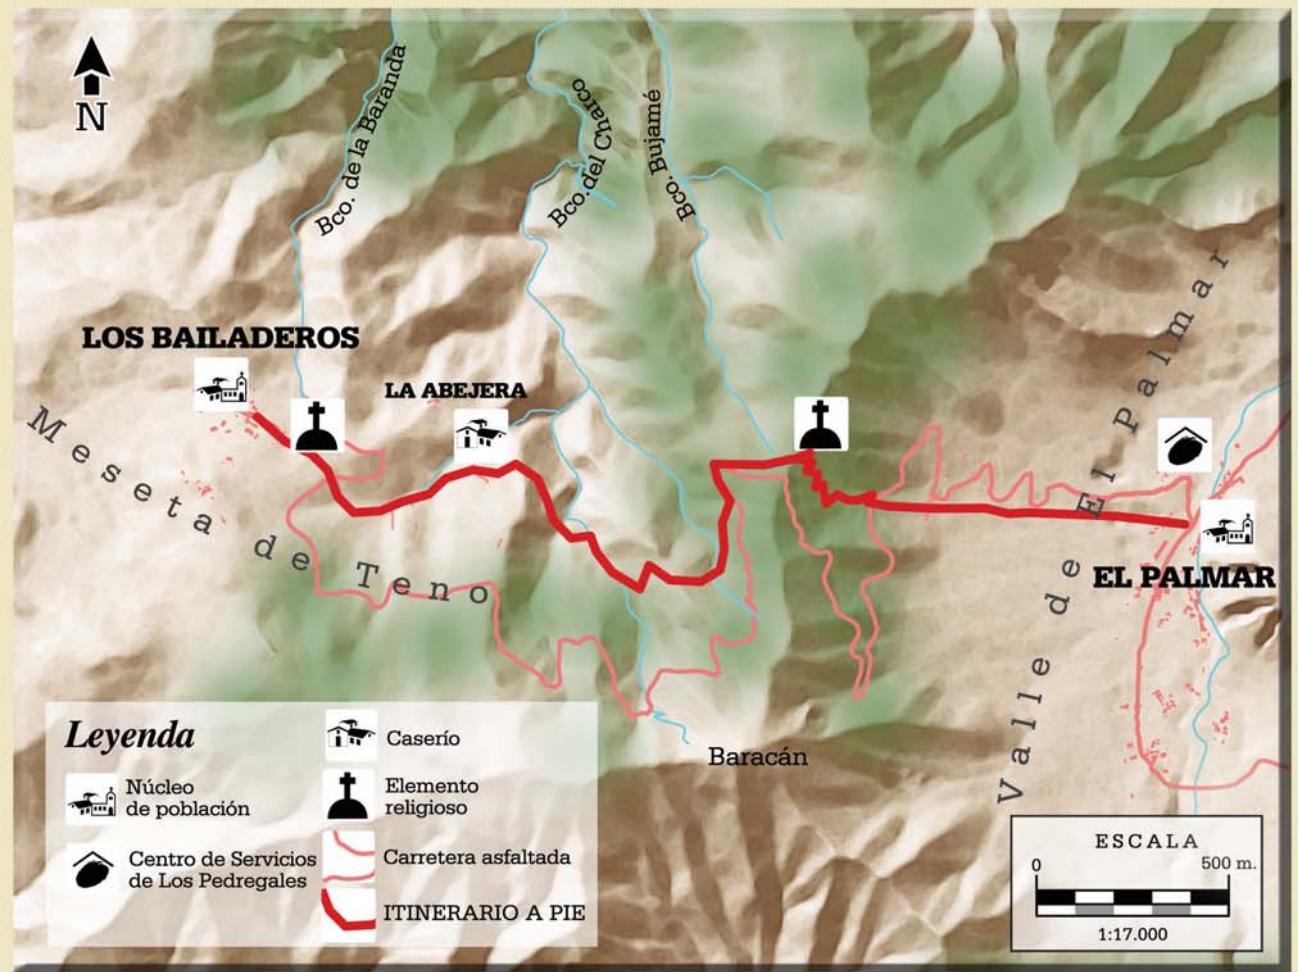 N
Bco. de la Baranda
Bco. del Charco
Bco. Bujamé
LOS BAILADEROS
LA ABEJERA
Meseta de Teno
Valle de El Palmar
EL PALMAR
Baracán
Leyenda
Núcleo
de población
Centro de Servicios
de Los Pedregales
Caserío
Elemento
religioso
Carretera asfaltada
ITINERARIO A PIE
ESCALA
0 500 m.
1:17.000